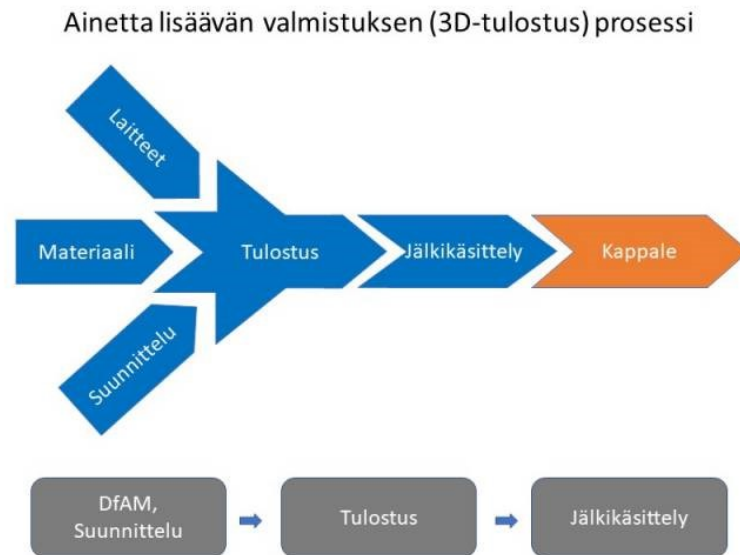 Ainetta lisäävän valmistuksen (3D-tulostus) prosessi
Laitteet
Materiaali
Tulostus
Jälkikäsittely
Kappale
Suunnittelu
DfAM,
Suunnittelu
Tulostus
Jälkikäsittely